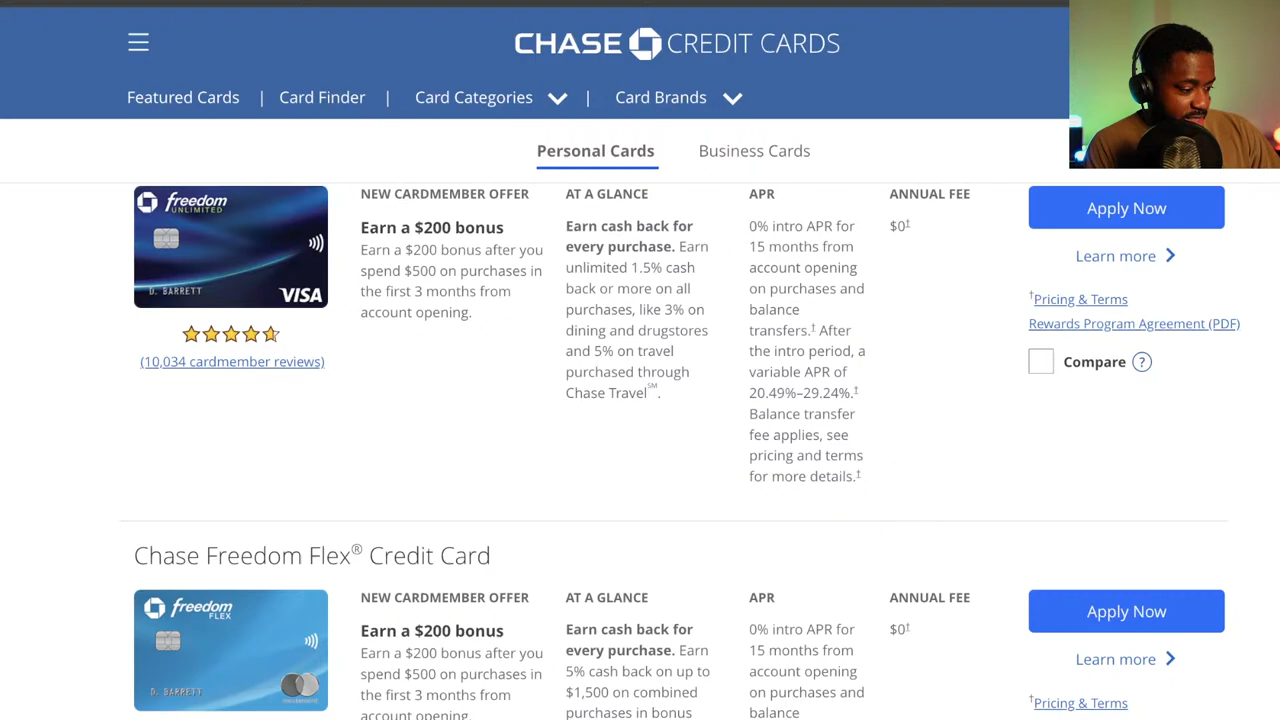 CHASE CREDIT CARDS
Featured Cards | Card Finder | Card Categories | Card Brands
Personal Cards Business Cards
freedom
UNLIMITED
D. BARRETT
VISA
(10,034 cardmember reviews)
NEW CARDMEMBER OFFER
Earn a $200 bonus
Earn a $200 bonus after you
spend $500 on purchases in
the first 3 months from
account opening.
AT A GLANCE
Earn cash back for
every purchase. Earn
unlimited 1.5% cash
back or more on all
purchases, like 3% on
dining and drugstores
and 5% on travel
purchased through
Chase Travel℠.
APR
0% intro APR for
15 months from
account opening
on purchases and
balance
transfers.† After
the intro period, a
variable APR of
20.49%–29.24%.‡
Balance transfer
fee applies, see
pricing and terms
for more details.†
ANNUAL FEE
$0†
Apply Now
Learn more
†Pricing & Terms
Rewards Program Agreement (PDF)
Compare ?
Chase Freedom Flex® Credit Card
freedom
FLEX
D. BARRETT
NEW CARDMEMBER OFFER
Earn a $200 bonus
Earn a $200 bonus after you
spend $500 on purchases in
the first 3 months from
account opening.
AT A GLANCE
Earn cash back for
every purchase. Earn
5% cash back on up to
$1,500 on combined
purchases in bonus
APR
0% intro APR for
15 months from
account opening
on purchases and
balance
ANNUAL FEE
$0†
Apply Now
Learn more
†Pricing & Terms